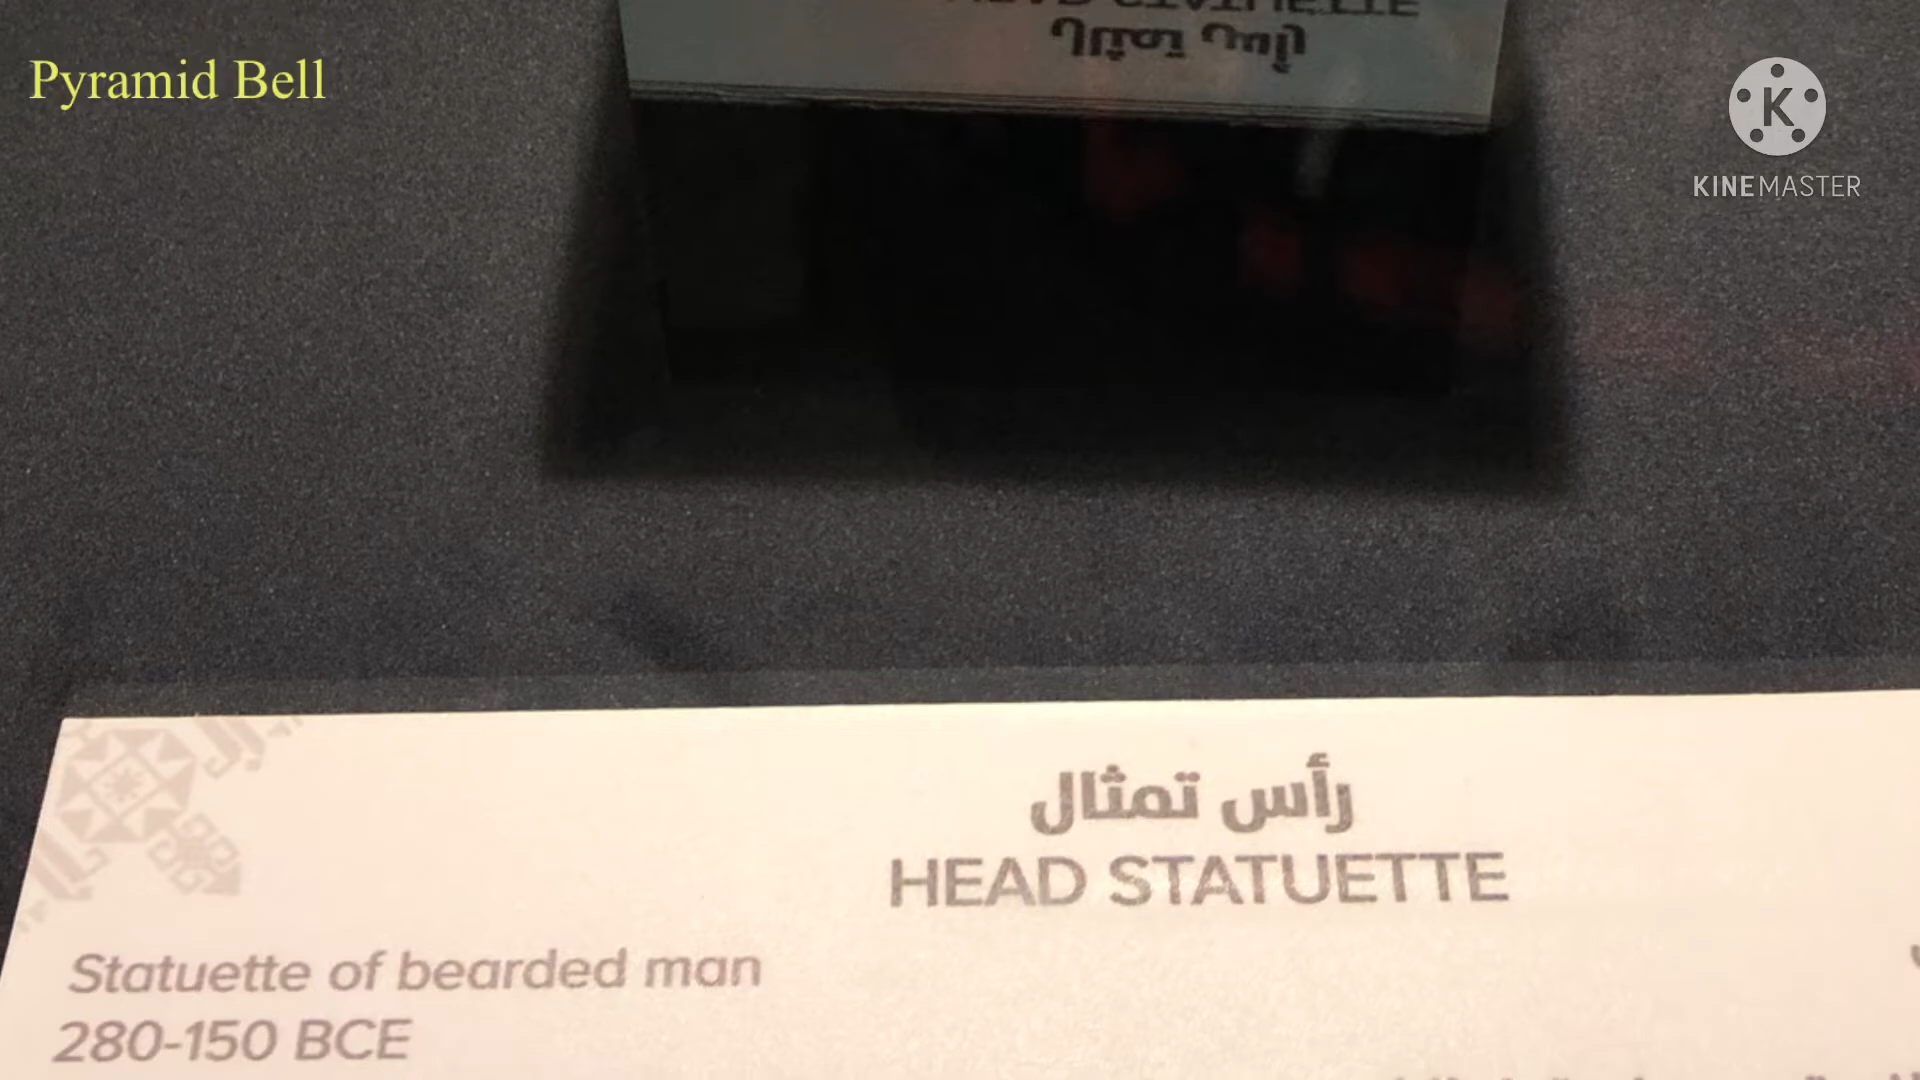 Pyramid Bell
KINEMASTER
رأس تمثال
HEAD STATUETTE
Statuette of bearded man
280-150 BCE